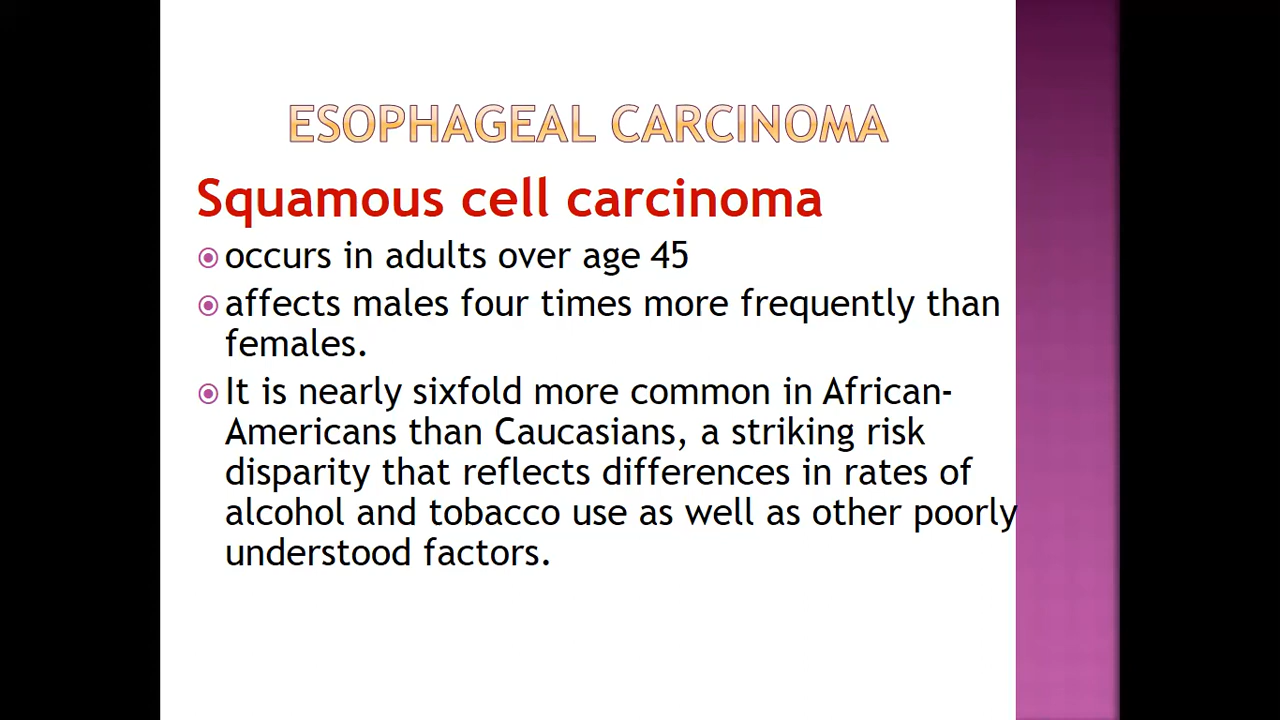 ESOPHAGEAL CARCINOMA
Squamous cell carcinoma
occurs in adults over age 45
affects males four times more frequently than
females.
It is nearly sixfold more common in African-
Americans than Caucasians, a striking risk
disparity that reflects differences in rates of
alcohol and tobacco use as well as other poorly
understood factors.